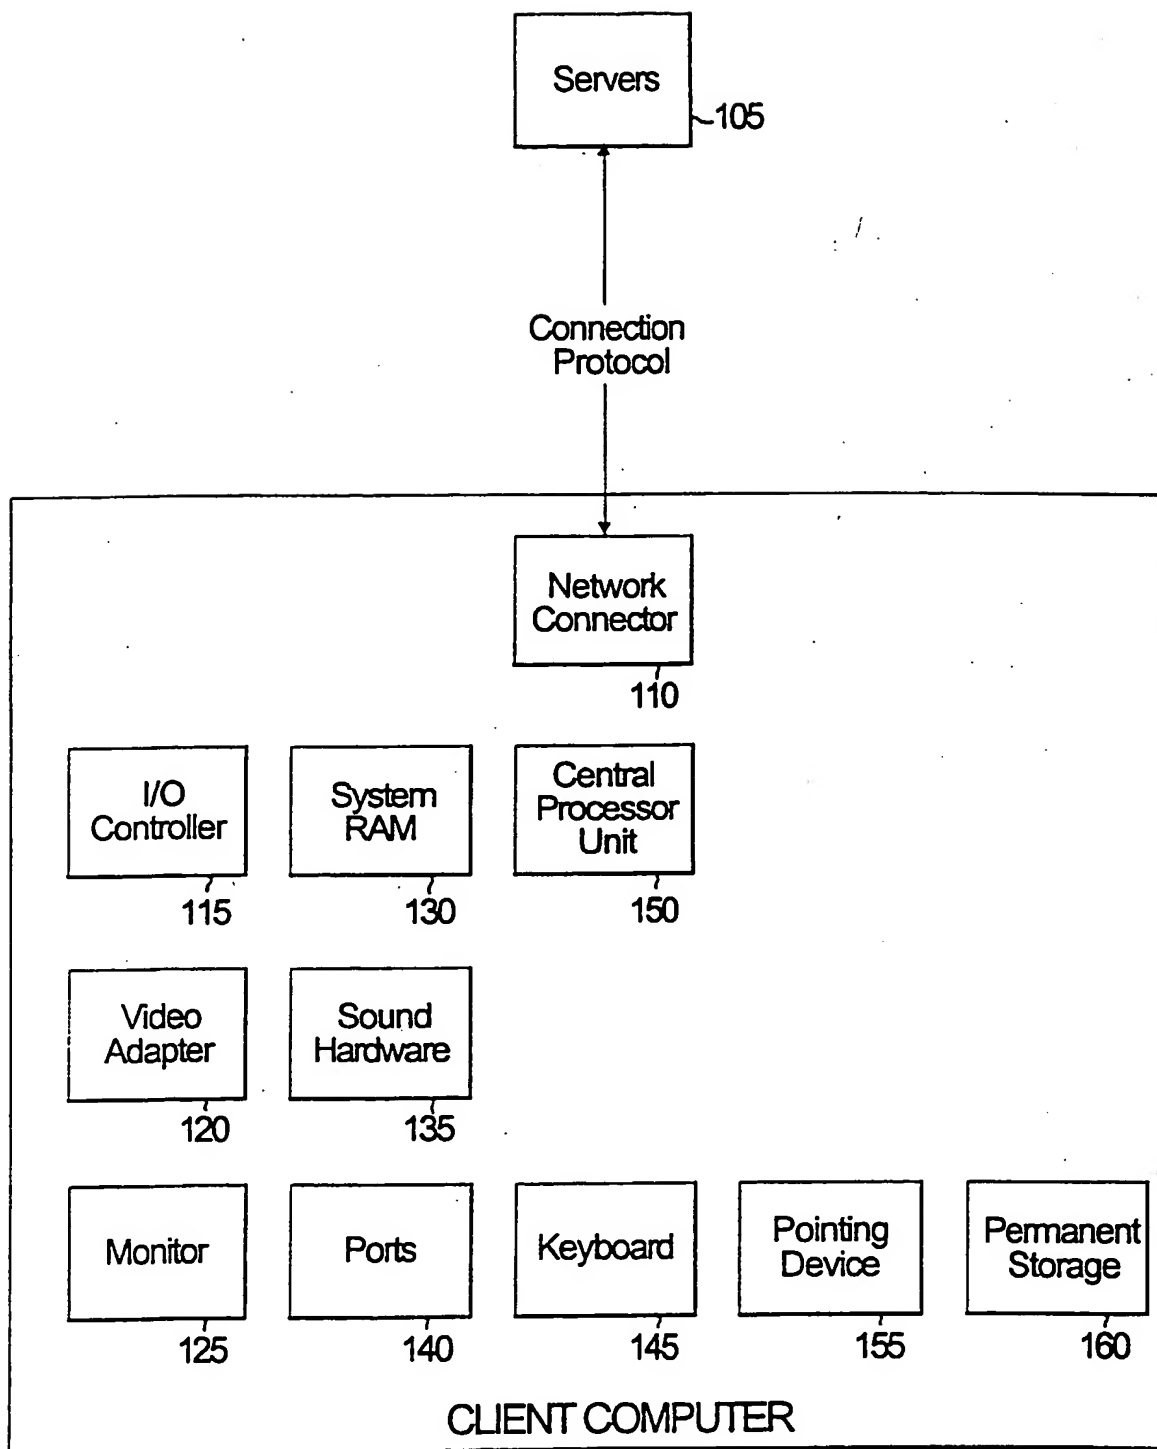 Servers
105
Connection
Protocol
Network
Connector
110
I/O
Controller
115
System
RAM
130
Central
Processor
Unit
150
Video
Adapter
120
Sound
Hardware
135
Monitor
125
Ports
140
Keyboard
145
Pointing
Device
155
Permanent
Storage
160
CLIENT COMPUTER